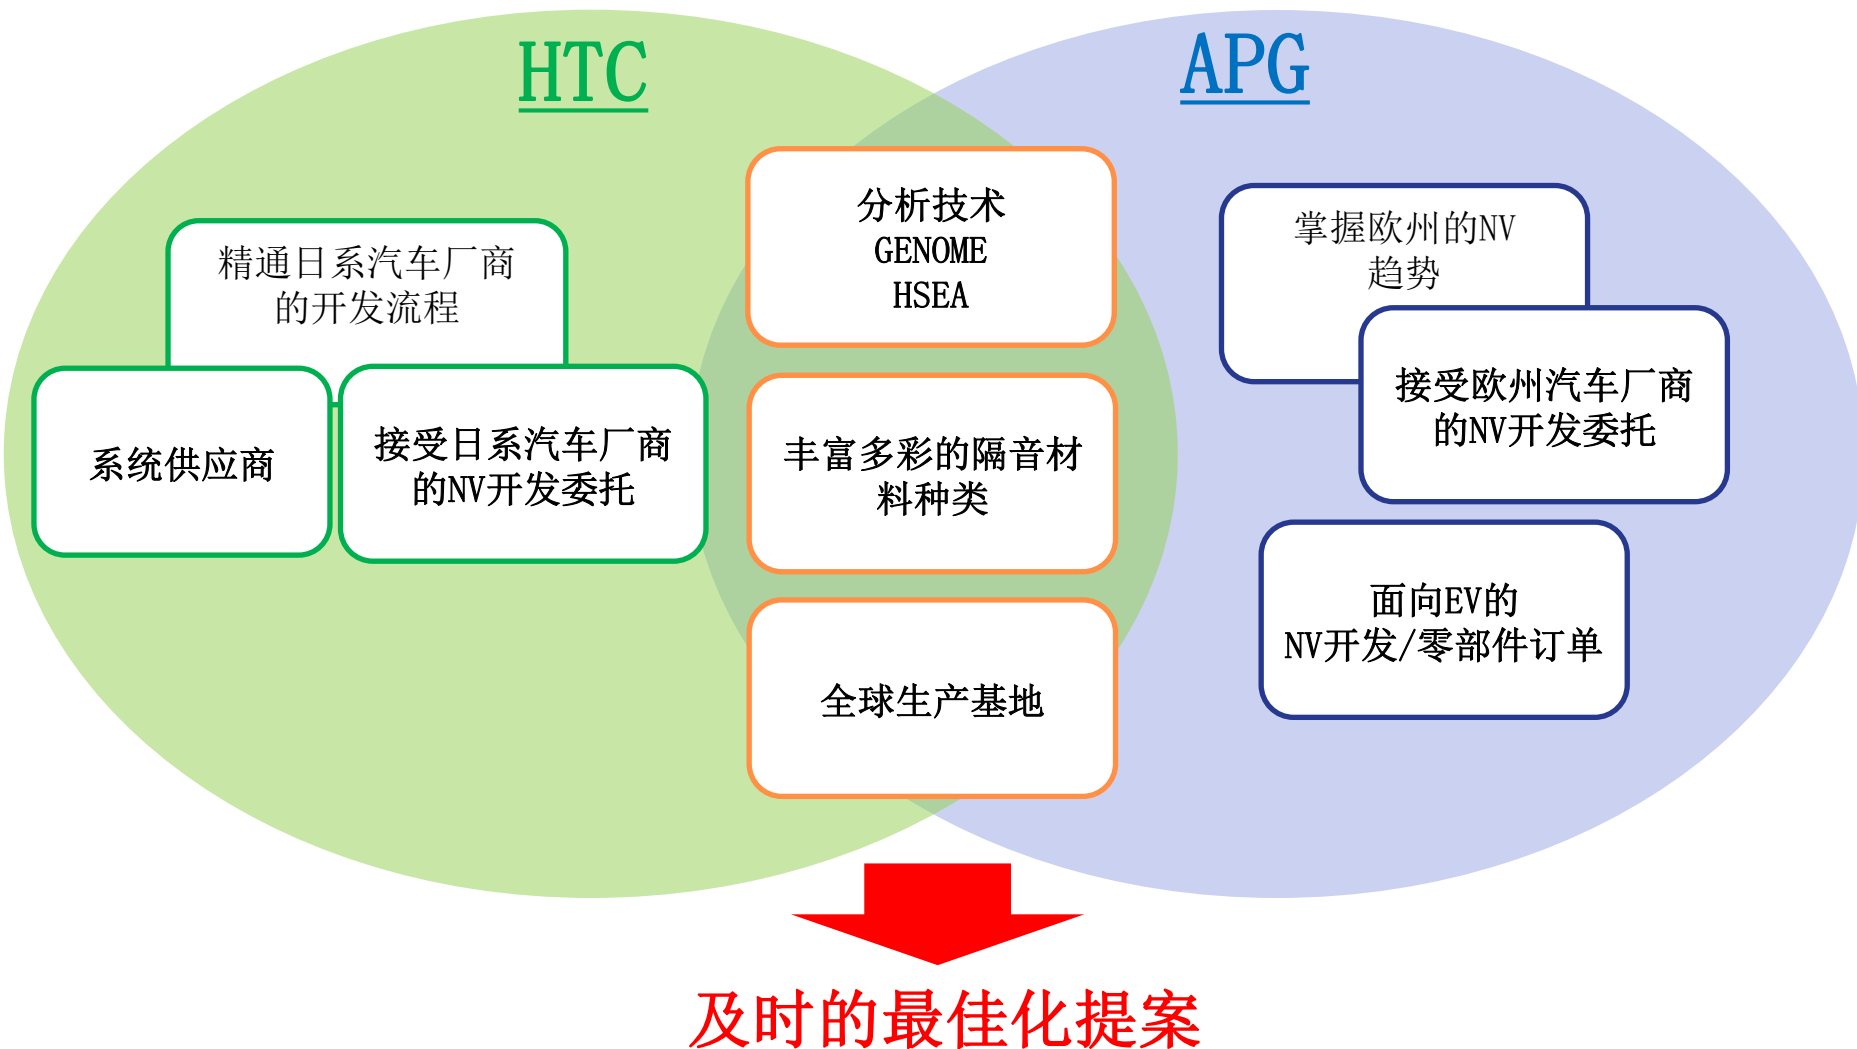 HTC
精通日系汽车厂商
的开发流程
系统供应商
接受日系汽车厂商
的NV开发委托
分析技术
GENOME
HSEA
丰富多彩的隔音材
料种类
全球生产基地
APG
掌握欧州的NV
趋势
接受欧州汽车厂商
的NV开发委托
面向EV的
NV开发/零部件订单
及时的最佳化提案